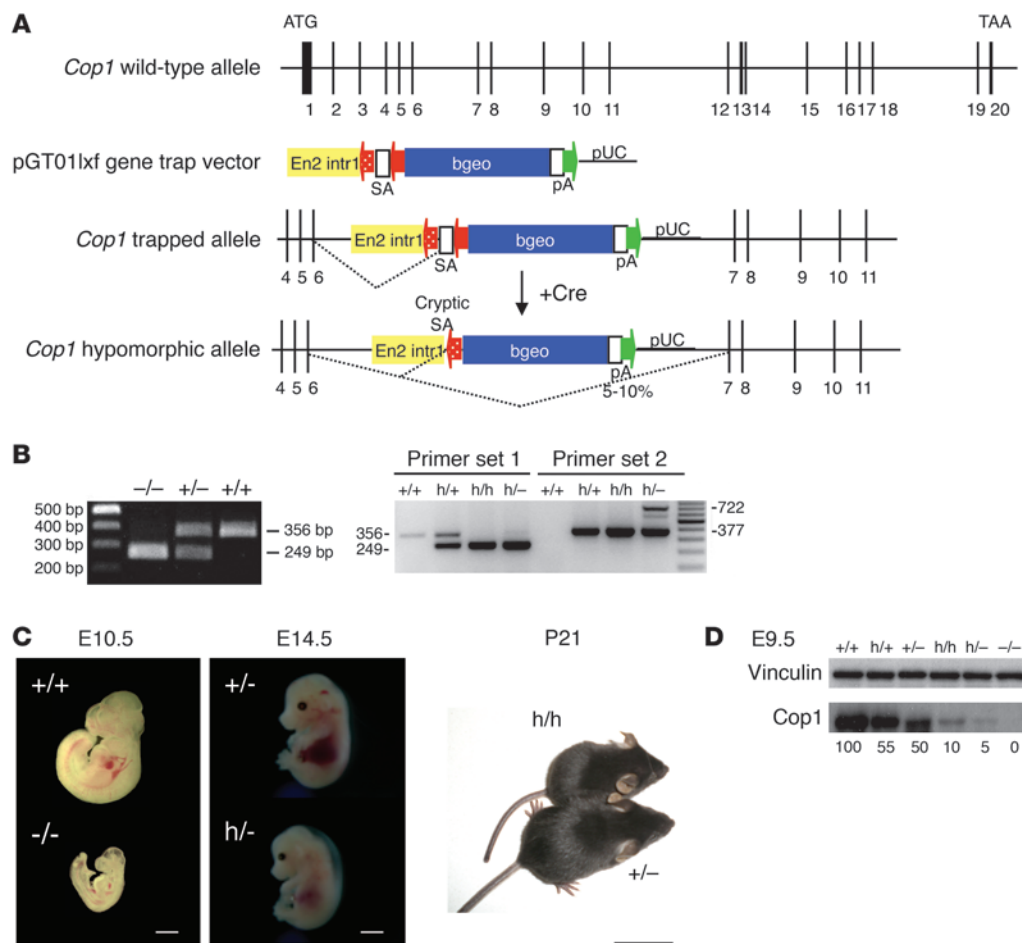 A
ATG TAA
Cop1 wild-type allele
1 2 3 4 5 6 7 8 9 10 11 12 13 14 15 16 17 18 19 20
pGT01lxf gene trap vector
En2 intr1 bgeo pUC
SA pA
Cop1 trapped allele
En2 intr1 bgeo pUC
4 5 6 SA pA 7 8 9 10 11
+Cre
Cryptic
SA
Cop1 hypomorphic allele
En2 intr1 bgeo pUC
4 5 6 pA 7 8 9 10 11
5-10%
B
–/– +/– +/+
500 bp
400 bp
300 bp
200 bp
356 bp
249 bp
Primer set 1 Primer set 2
+/+ h/+ h/h h/– +/+ h/+ h/h h/–
356-
249-
-722
-377
C
E10.5 E14.5 P21
+/+
-/-
+/-
h/-
h/h
+/–
D E9.5
+/+ h/+ +/– h/h h/– –/–
Vinculin
Cop1
100 55 50 10 5 0